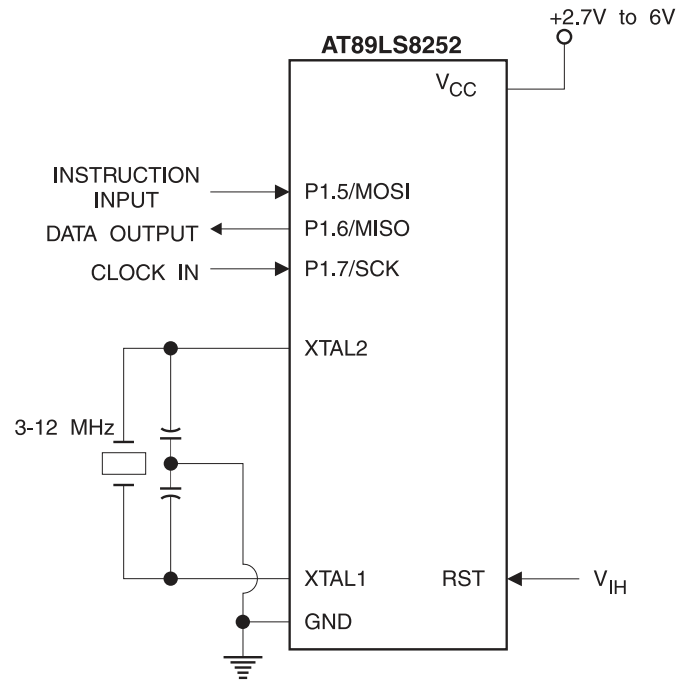 +2.7V to 6V
AT89LS8252
VCC
INSTRUCTION
INPUT
P1.5/MOSI
DATA OUTPUT
P1.6/MISO
CLOCK IN
P1.7/SCK
XTAL2
3-12 MHz
XTAL1
RST
VIH
GND